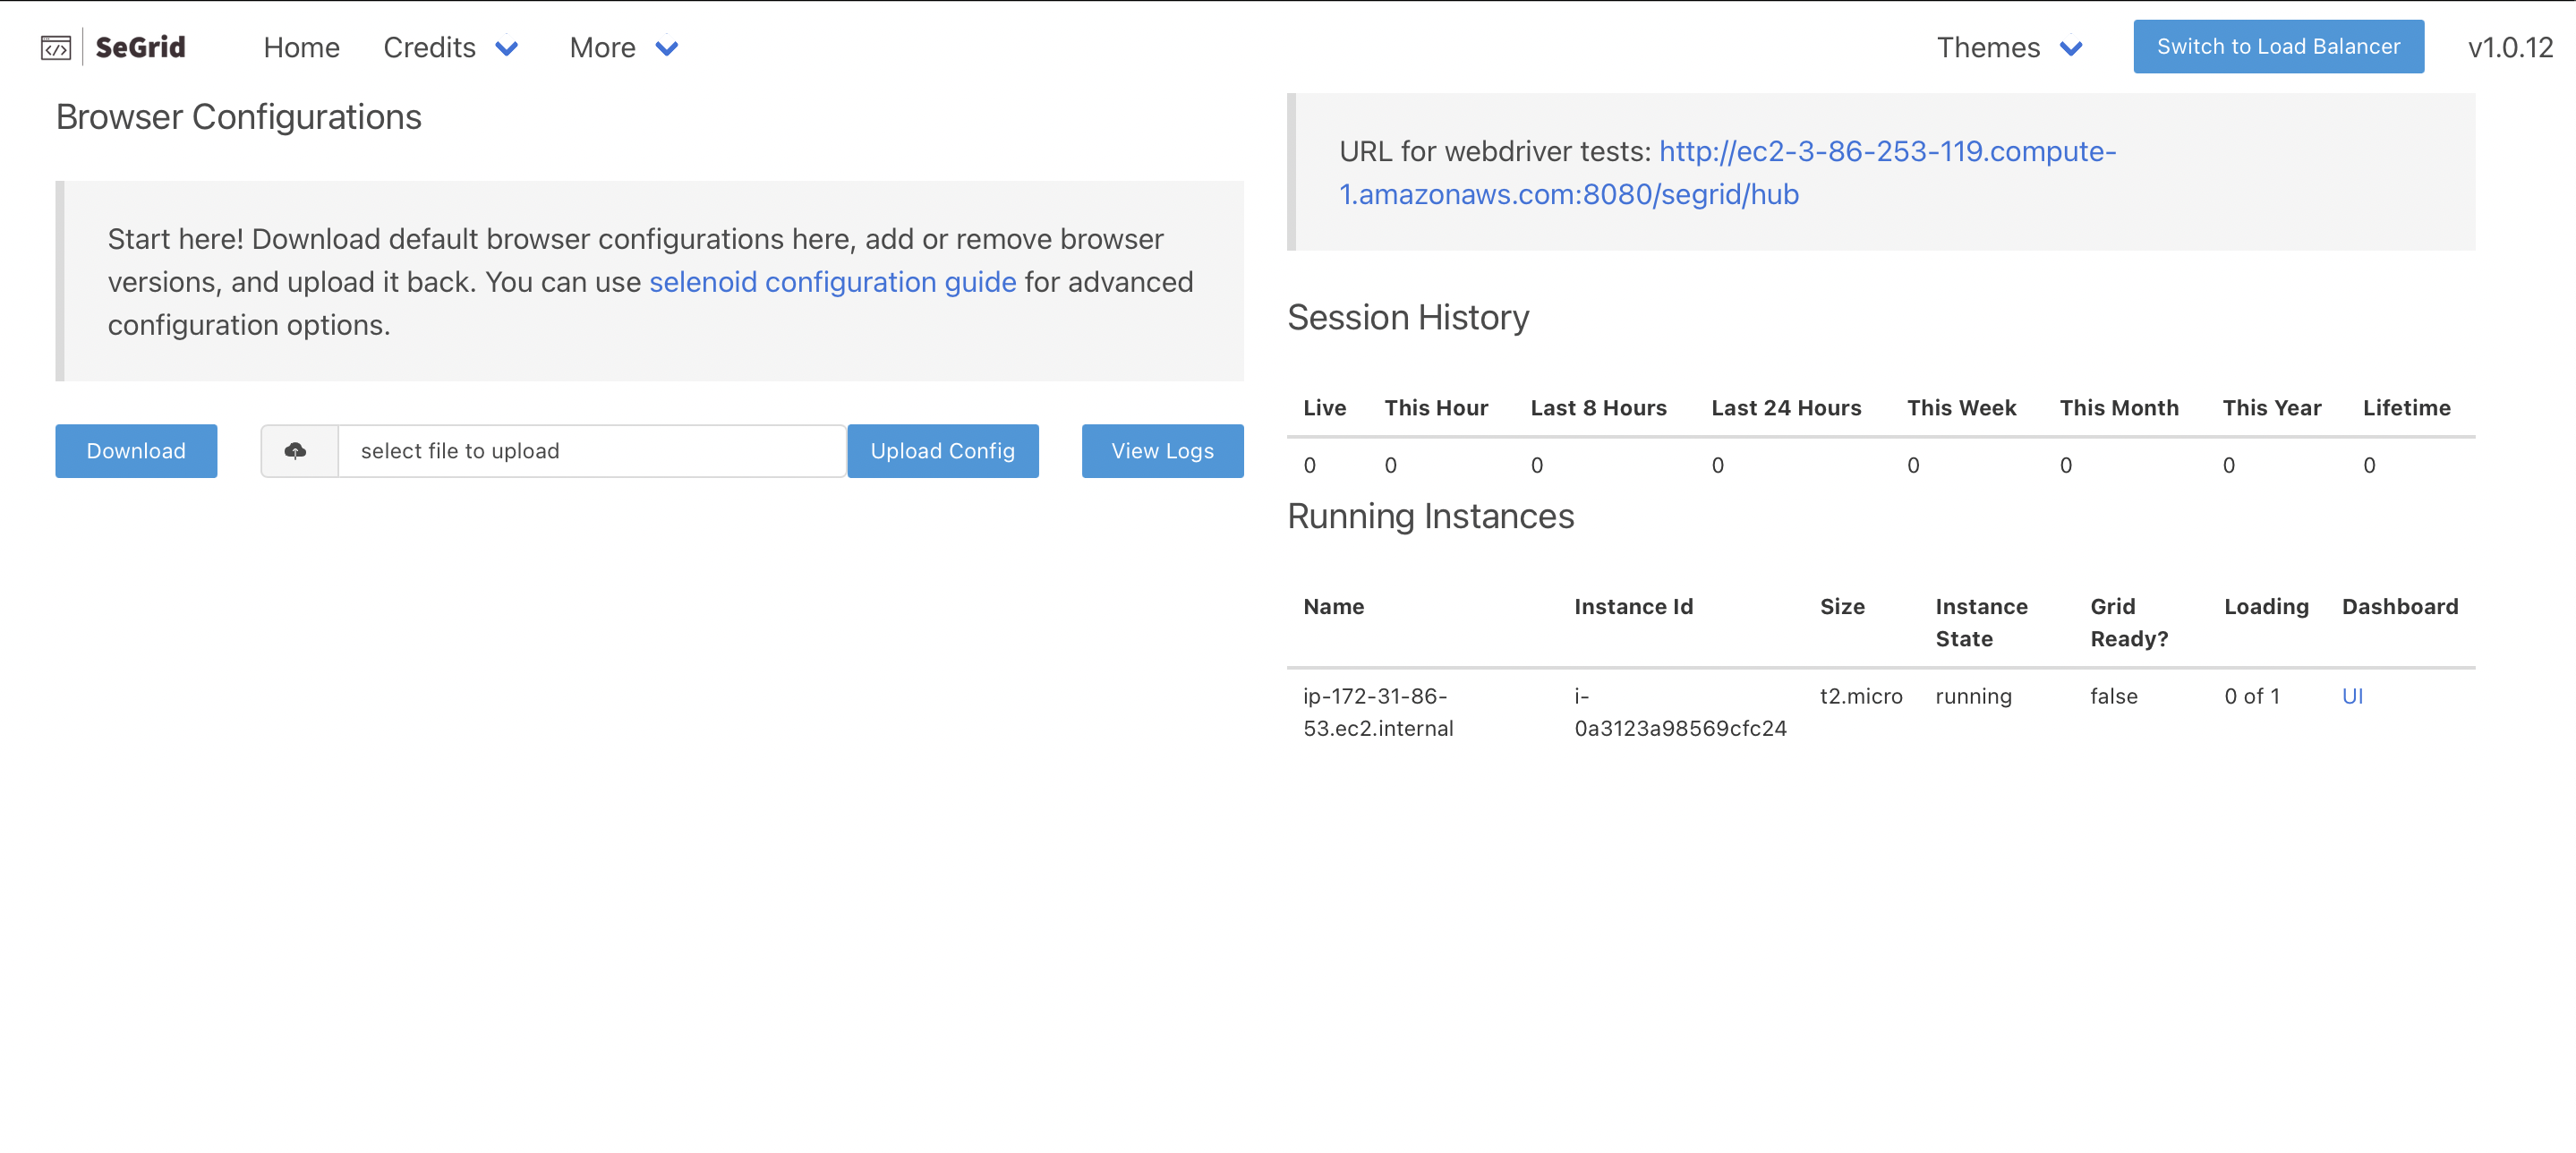 SeGrid Home Credits More Themes Switch to Load Balancer v1.0.12
Browser Configurations
Start here! Download default browser configurations here, add or remove browser
versions, and upload it back. You can use selenoid configuration guide for advanced
configuration options.
Download select file to upload Upload Config View Logs
URL for webdriver tests: http://ec2-3-86-253-119.compute-
1.amazonaws.com:8080/segrid/hub
Session History
Live This Hour Last 8 Hours Last 24 Hours This Week This Month This Year Lifetime
0 0 0 0 0 0 0 0
Running Instances
Name Instance Id Size Instance State Grid Ready? Loading Dashboard
ip-172-31-86-53.ec2.internal i-0a3123a98569cfc24 t2.micro running false 0 of 1 UI